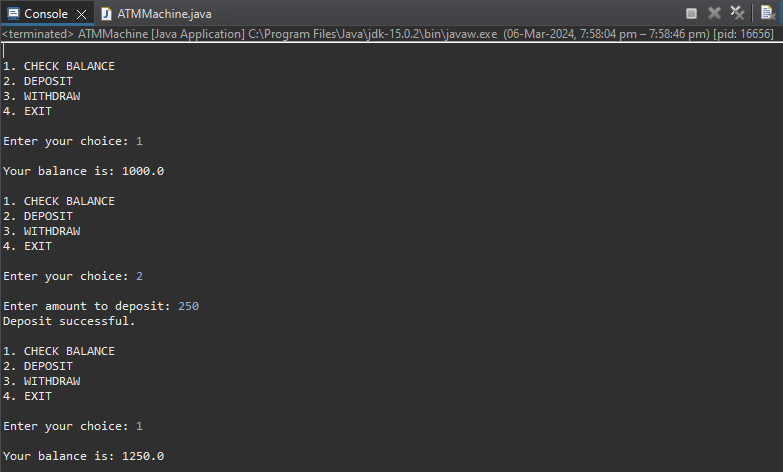 Console
ATMMachine.java
<terminated> ATMMachine [Java Application] C:\Program Files\Java\jdk-15.0.2\bin\javaw.exe (06-Mar-2024, 7:58:04 pm – 7:58:46 pm) [pid: 16656]
1. CHECK BALANCE
2. DEPOSIT
3. WITHDRAW
4. EXIT
Enter your choice: 1
Your balance is: 1000.0
1. CHECK BALANCE
2. DEPOSIT
3. WITHDRAW
4. EXIT
Enter your choice: 2
Enter amount to deposit: 250
Deposit successful.
1. CHECK BALANCE
2. DEPOSIT
3. WITHDRAW
4. EXIT
Enter your choice: 1
Your balance is: 1250.0